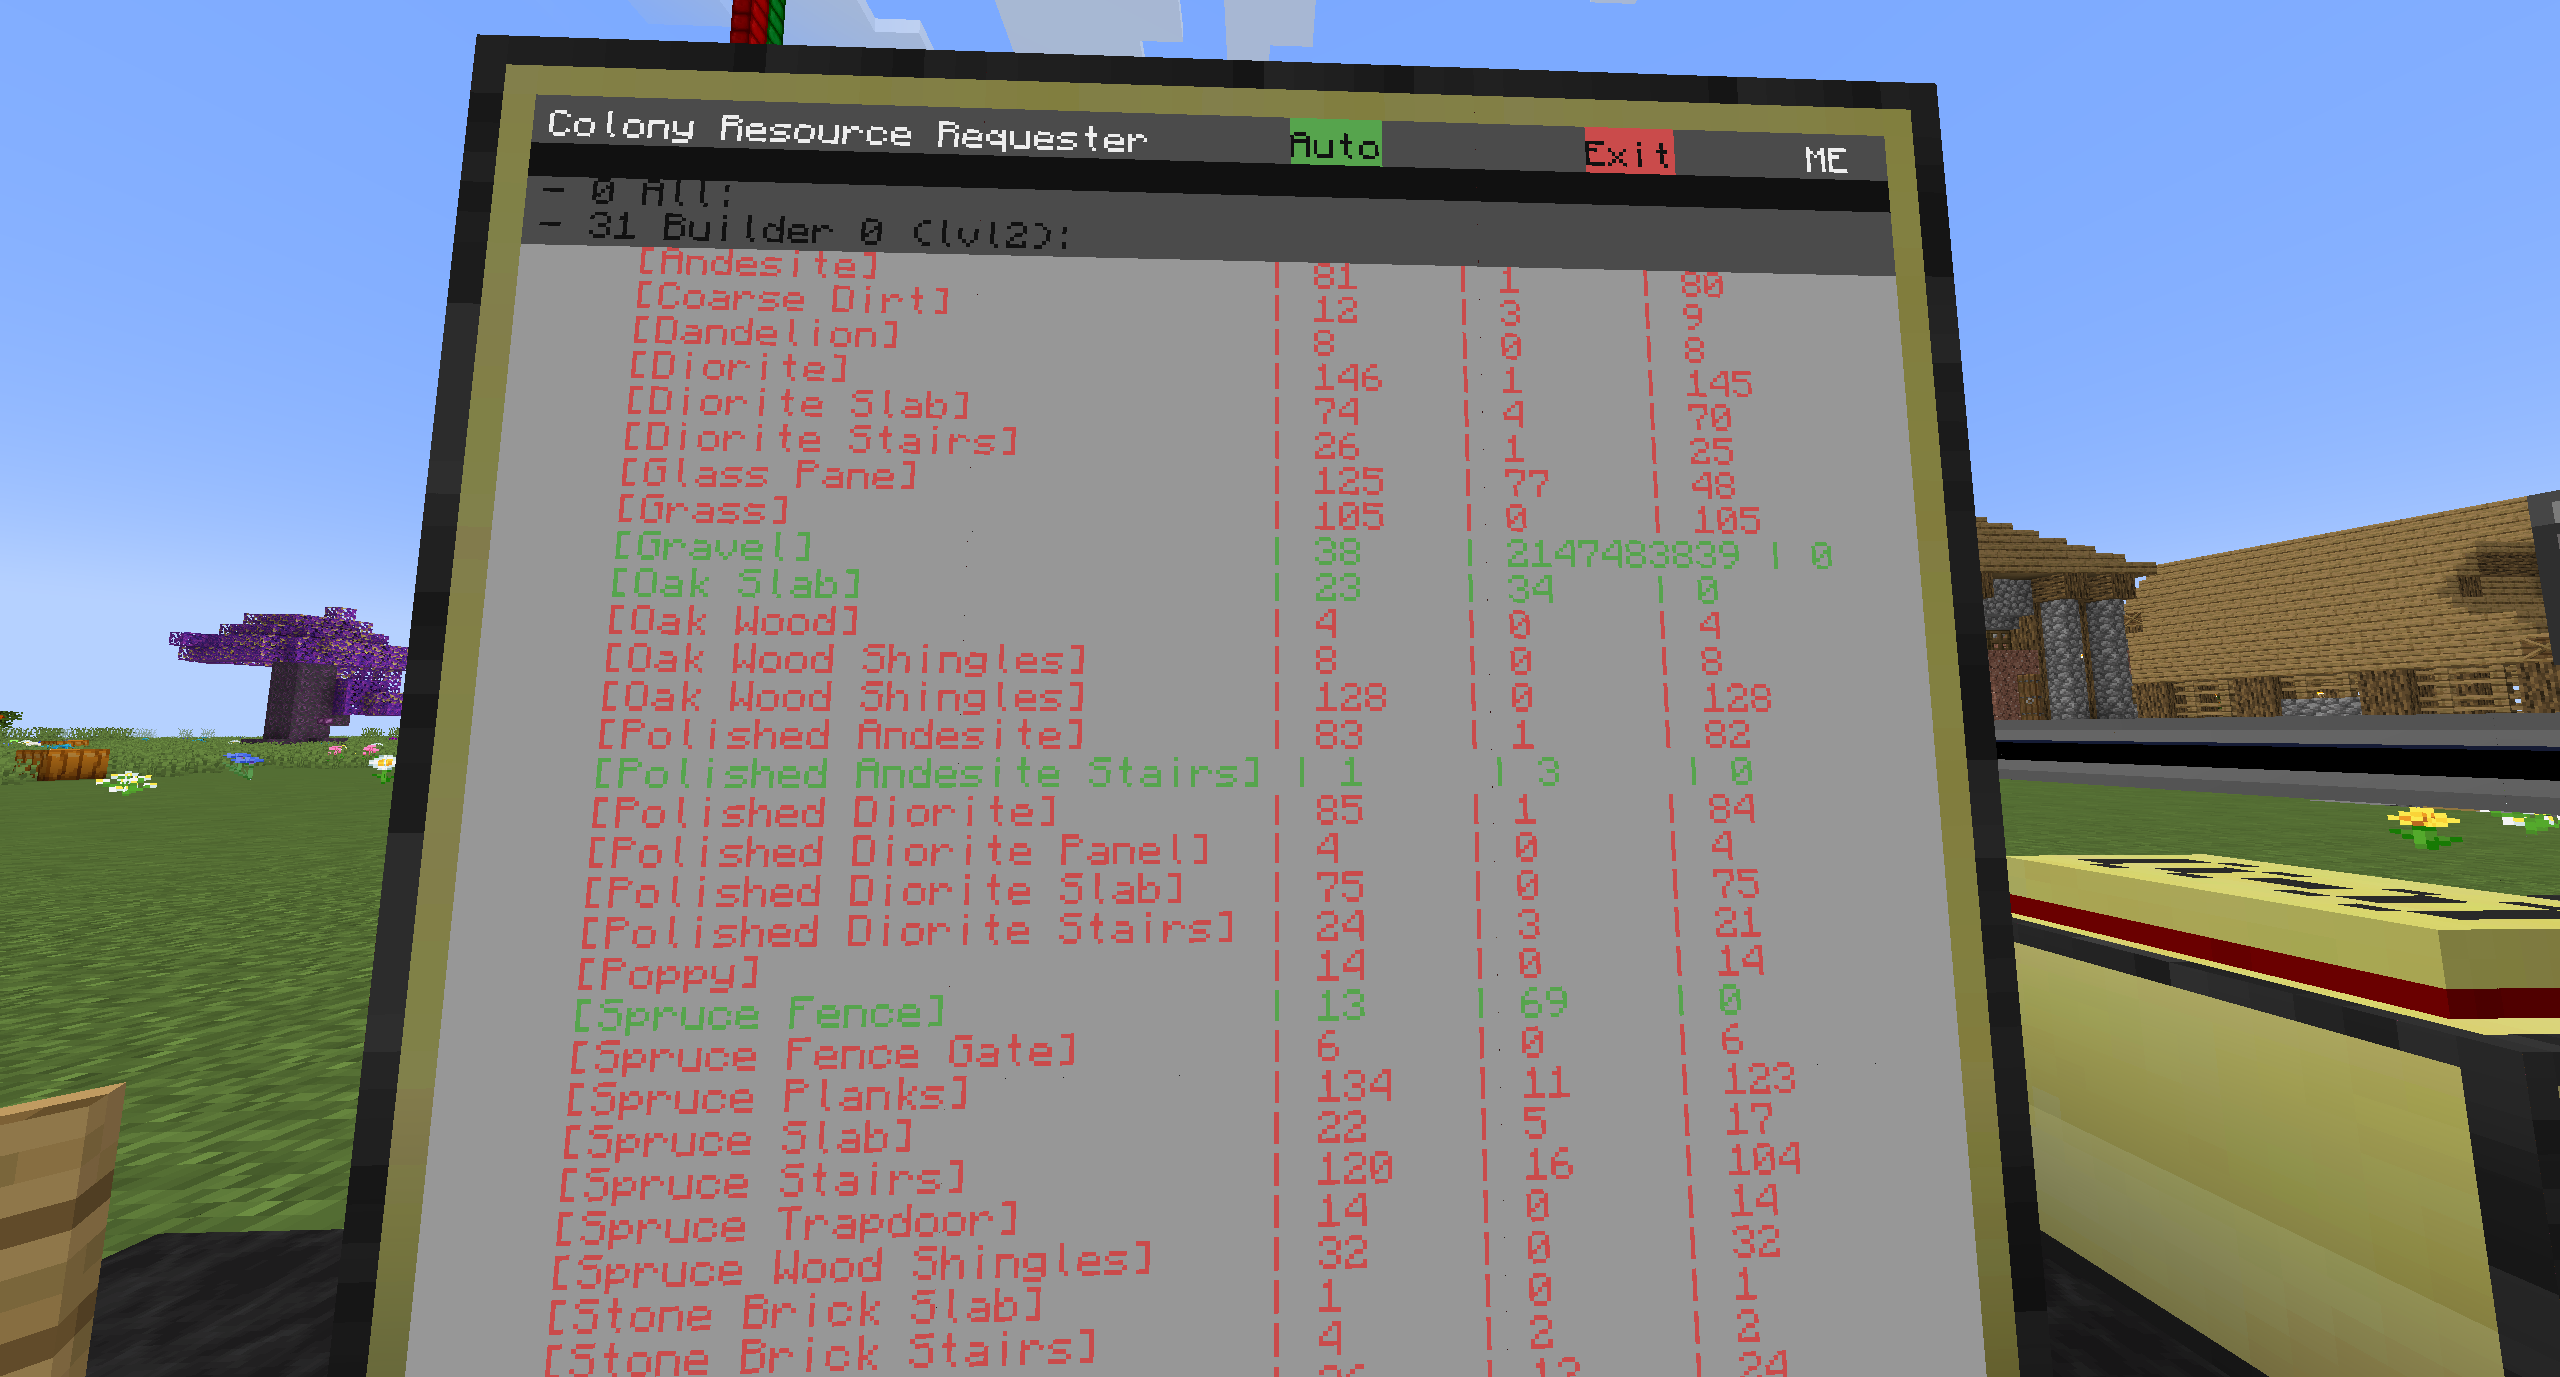 Colony Resource Requester Auto Exit ME
- 0 All:
- 31 Builder 0 (lvl2):
[Andesite] | 81 | 1 | 80
[Coarse Dirt] | 12 | 3 | 9
[Dandelion] | 8 | 0 | 8
[Diorite] | 146 | 1 | 145
[Diorite Slab] | 74 | 4 | 70
[Diorite Stairs] | 26 | 1 | 25
[Glass Pane] | 125 | 77 | 48
[Grass] | 105 | 0 | 105
[Gravel] | 38 | 2147483839 | 0
[Oak Slab] | 23 | 34 | 0
[Oak Wood] | 4 | 0 | 4
[Oak Wood Shingles] | 8 | 0 | 8
[Oak Wood Shingles] | 128 | 0 | 128
[Polished Andesite] | 83 | 1 | 82
[Polished Andesite Stairs] | 1 | 3 | 0
[Polished Diorite] | 85 | 1 | 84
[Polished Diorite Panel] | 4 | 0 | 4
[Polished Diorite Slab] | 75 | 0 | 75
[Polished Diorite Stairs] | 24 | 3 | 21
[Poppy] | 14 | 0 | 14
[Spruce Fence] | 13 | 69 | 0
[Spruce Fence Gate] | 6 | 0 | 6
[Spruce Planks] | 134 | 11 | 123
[Spruce Slab] | 22 | 5 | 17
[Spruce Stairs] | 120 | 16 | 104
[Spruce Trapdoor] | 14 | 0 | 14
[Spruce Wood Shingles] | 32 | 0 | 32
[Stone Brick Slab] | 1 | 0 | 1
[Stone Brick Stairs] | 4 | 2 | 2